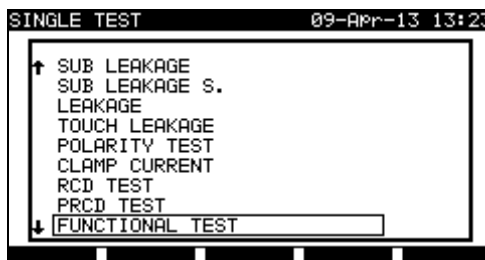 SINGLE TEST 09-Apr-13 13:23
SUB LEAKAGE
SUB LEAKAGE S.
LEAKAGE
TOUCH LEAKAGE
POLARITY TEST
CLAMP CURRENT
RCD TEST
PRCD TEST
FUNCTIONAL TEST